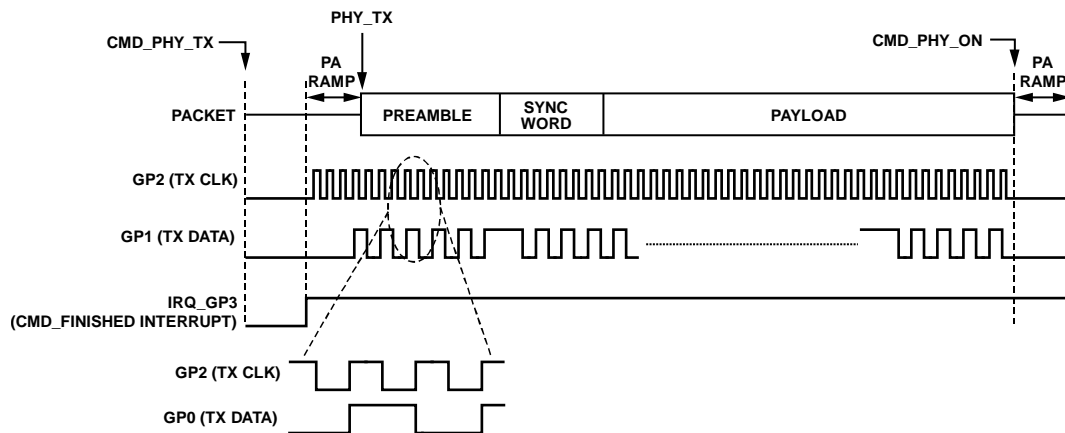 PHY_TX
CMD_PHY_TX
CMD_PHY_ON
PA
RAMP
PA
RAMP
PACKET
PREAMBLE
SYNC
WORD
PAYLOAD
GP2 (TX CLK)
GP1 (TX DATA)
IRQ_GP3
(CMD_FINISHED INTERRUPT)
GP2 (TX CLK)
GP0 (TX DATA)